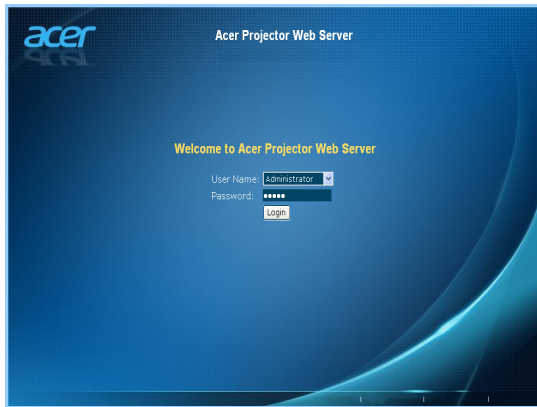 acer
Acer Projector Web Server
Welcome to Acer Projector Web Server
User Name: Administrator
Password: •••••
Login